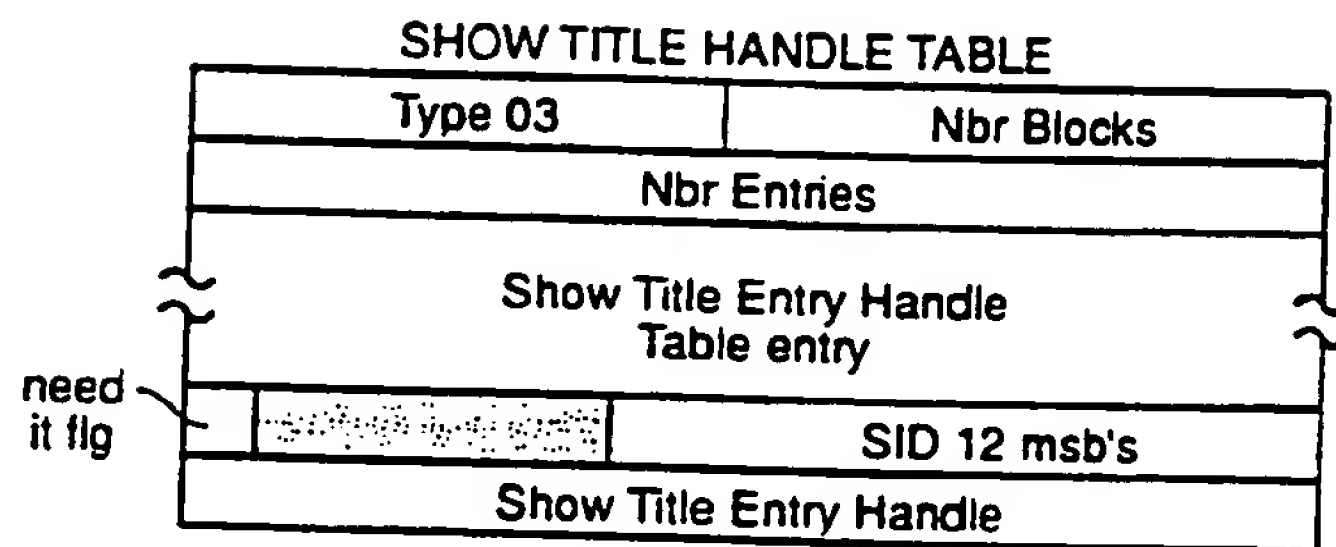 SHOW TITLE HANDLE TABLE
Type 03
Nbr Blocks
Nbr Entries
Show Title Entry Handle
Table entry
need
it flg
SID 12 msb's
Show Title Entry Handle